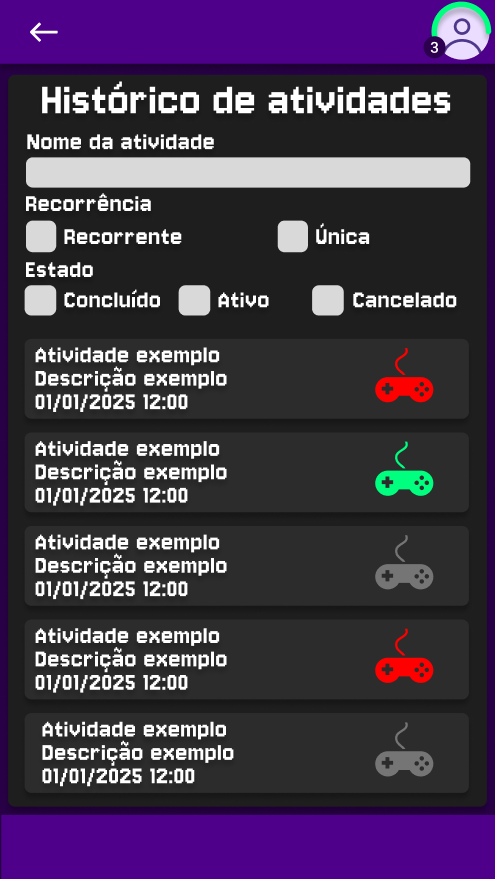 3
Histórico de atividades
Nome da atividade
Recorrência
Recorrente Única
Estado
Concluído Ativo Cancelado
Atividade exemplo
Descrição exemplo
01/01/2025 12:00
Atividade exemplo
Descrição exemplo
01/01/2025 12:00
Atividade exemplo
Descrição exemplo
01/01/2025 12:00
Atividade exemplo
Descrição exemplo
01/01/2025 12:00
Atividade exemplo
Descrição exemplo
01/01/2025 12:00